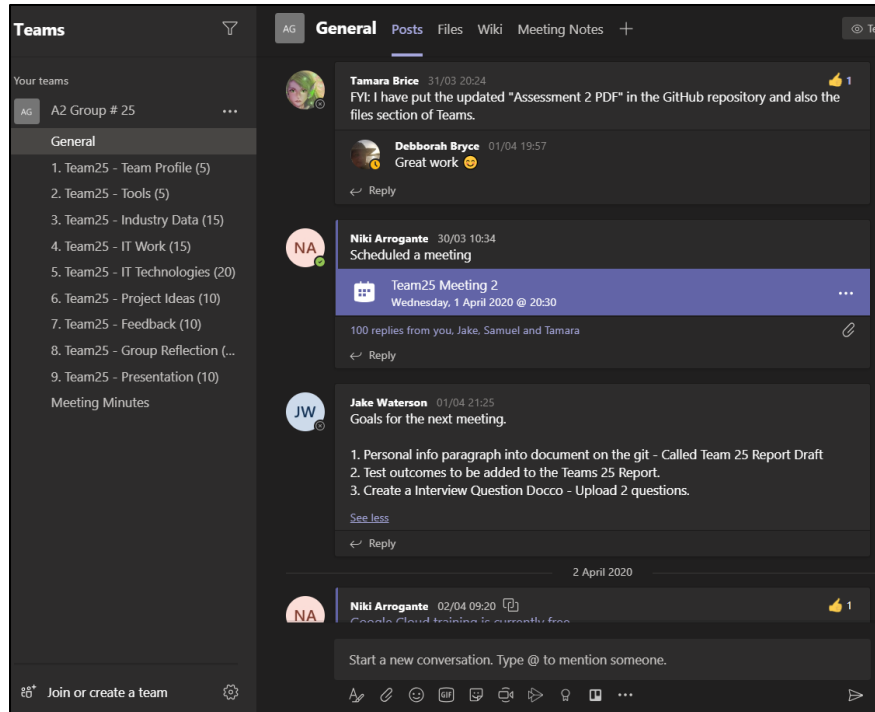 Teams
Your teams
AG A2 Group # 25 ...
General
1. Team25 - Team Profile (5)
2. Team25 - Tools (5)
3. Team25 - Industry Data (15)
4. Team25 - IT Work (15)
5. Team25 - IT Technologies (20)
6. Team25 - Project Ideas (10)
7. Team25 - Feedback (10)
8. Team25 - Group Reflection (...
9. Team25 - Presentation (10)
Meeting Minutes
Join or create a team
AG General Posts Files Wiki Meeting Notes +
Te
Tamara Brice 31/03 20:24 👍 1
FYI: I have put the updated "Assessment 2 PDF" in the GitHub repository and also the
files section of Teams.
Debborah Bryce 01/04 19:57
Great work 😊
Reply
NA
Niki Arrogante 30/03 10:34
Scheduled a meeting
Team25 Meeting 2
Wednesday, 1 April 2020 @ 20:30
...
100 replies from you, Jake, Samuel and Tamara
Reply
JW
Jake Waterson 01/04 21:25
Goals for the next meeting.
1. Personal info paragraph into document on the git - Called Team 25 Report Draft
2. Test outcomes to be added to the Teams 25 Report.
3. Create a Interview Question Docco - Upload 2 questions.
See less
Reply
2 April 2020
NA
Niki Arrogante 02/04 09:20 👍 1
Google Cloud training is currently free
Start a new conversation. Type @ to mention someone.
GIF
...